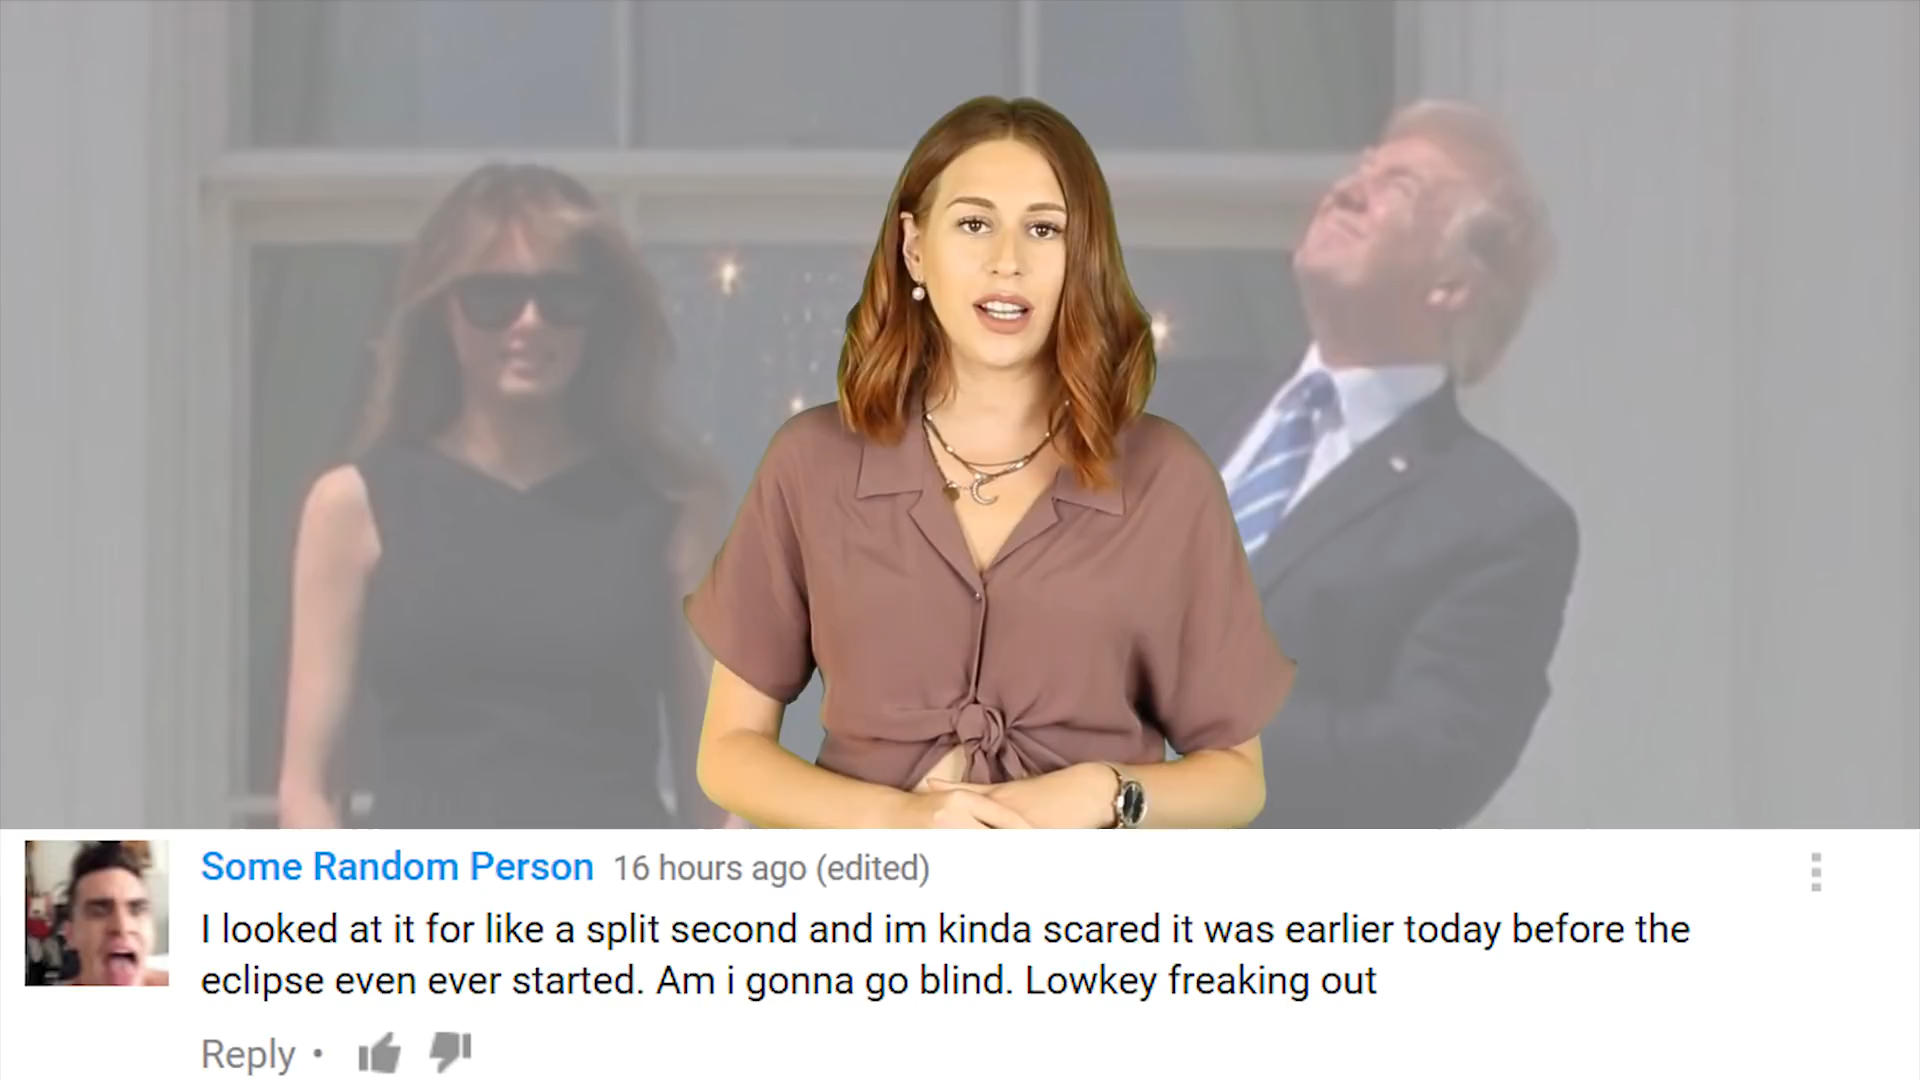 Some Random Person 16 hours ago (edited)
I looked at it for like a split second and im kinda scared it was earlier today before the
eclipse even ever started. Am i gonna go blind. Lowkey freaking out
Reply •